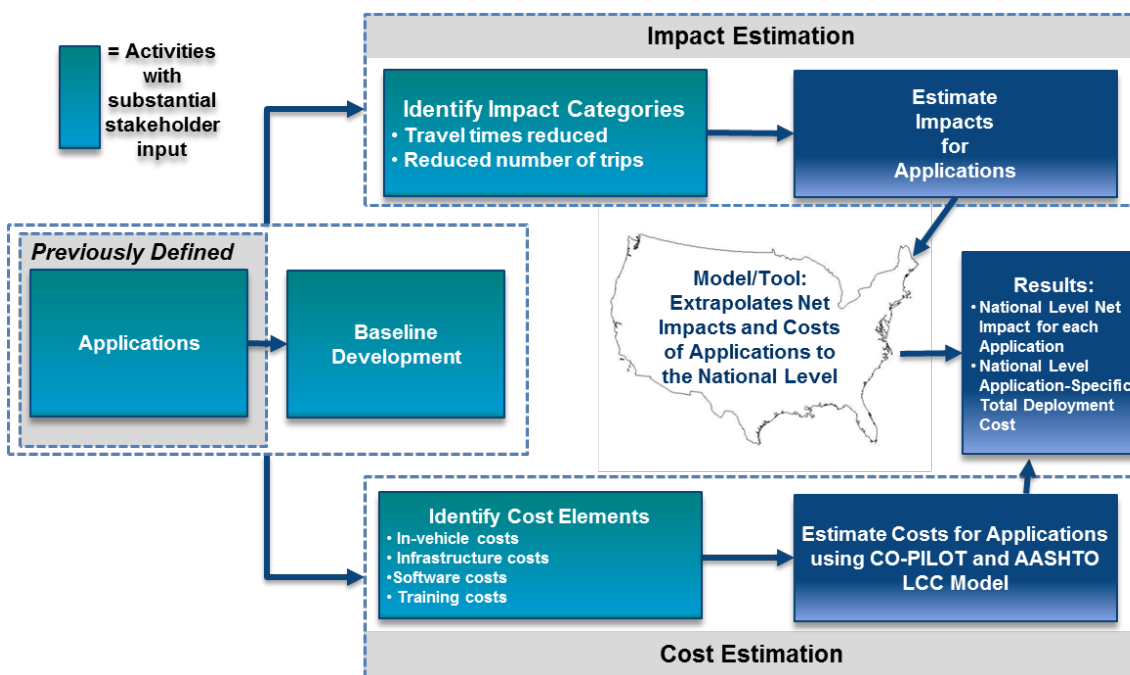 = Activities
with
substantial
stakeholder
input
Impact Estimation
Identify Impact Categories
• Travel times reduced
• Reduced number of trips
Estimate
Impacts
for
Applications
Previously Defined
Applications
Baseline
Development
Model/Tool:
Extrapolates Net
Impacts and Costs
of Applications to
the National Level
Results:
• National Level Net
Impact for each
Application
• National Level
Application-Specific
Total Deployment
Cost
Identify Cost Elements
• In-vehicle costs
• Infrastructure costs
•Software costs
• Training costs
Estimate Costs for Applications
using CO-PILOT and AASHTO
LCC Model
Cost Estimation